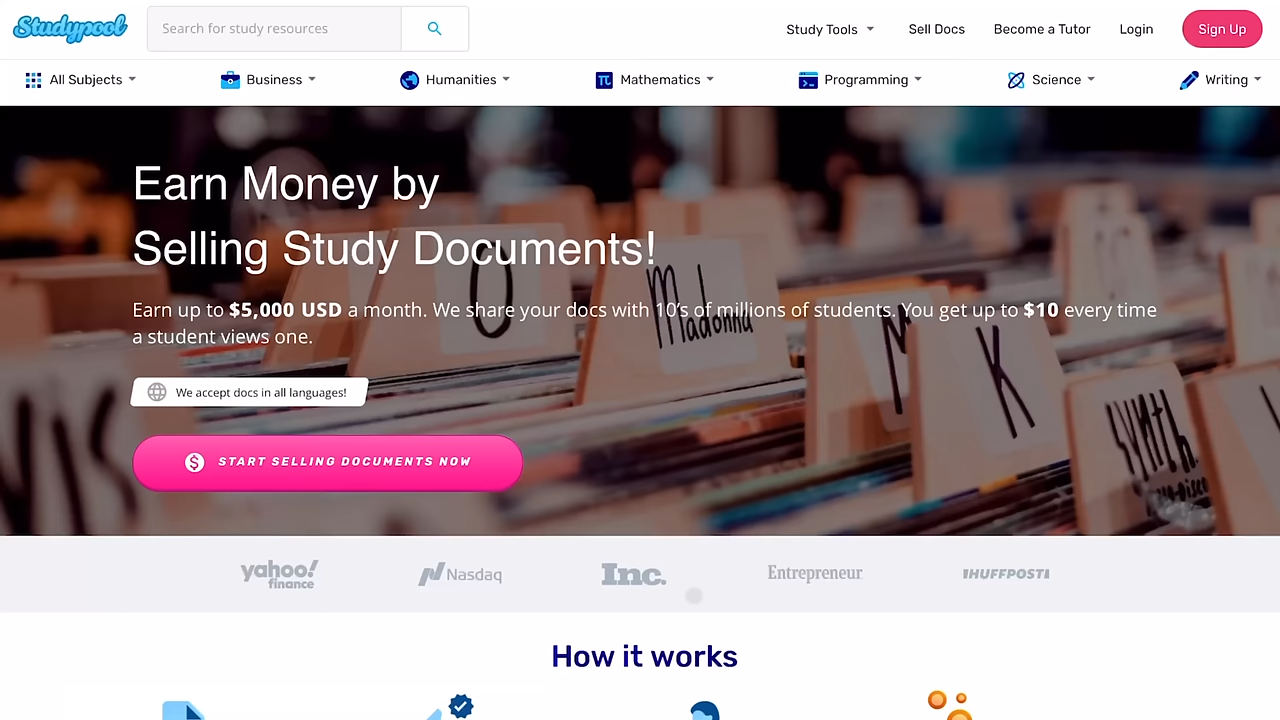 Studypool
Search for study resources
Study Tools
Sell Docs
Become a Tutor
Login
Sign Up
All Subjects
Business
Humanities
Mathematics
Programming
Science
Writing
Earn Money by
Selling Study Documents!
Earn up to $5,000 USD a month. We share your docs with 10's of millions of students. You get up to $10 every time
a student views one.
We accept docs in all languages!
START SELLING DOCUMENTS NOW
O
Madonna
K
yahoo!
finance
Nasdaq
Inc.
Entrepreneur
HUFFPOST
How it works